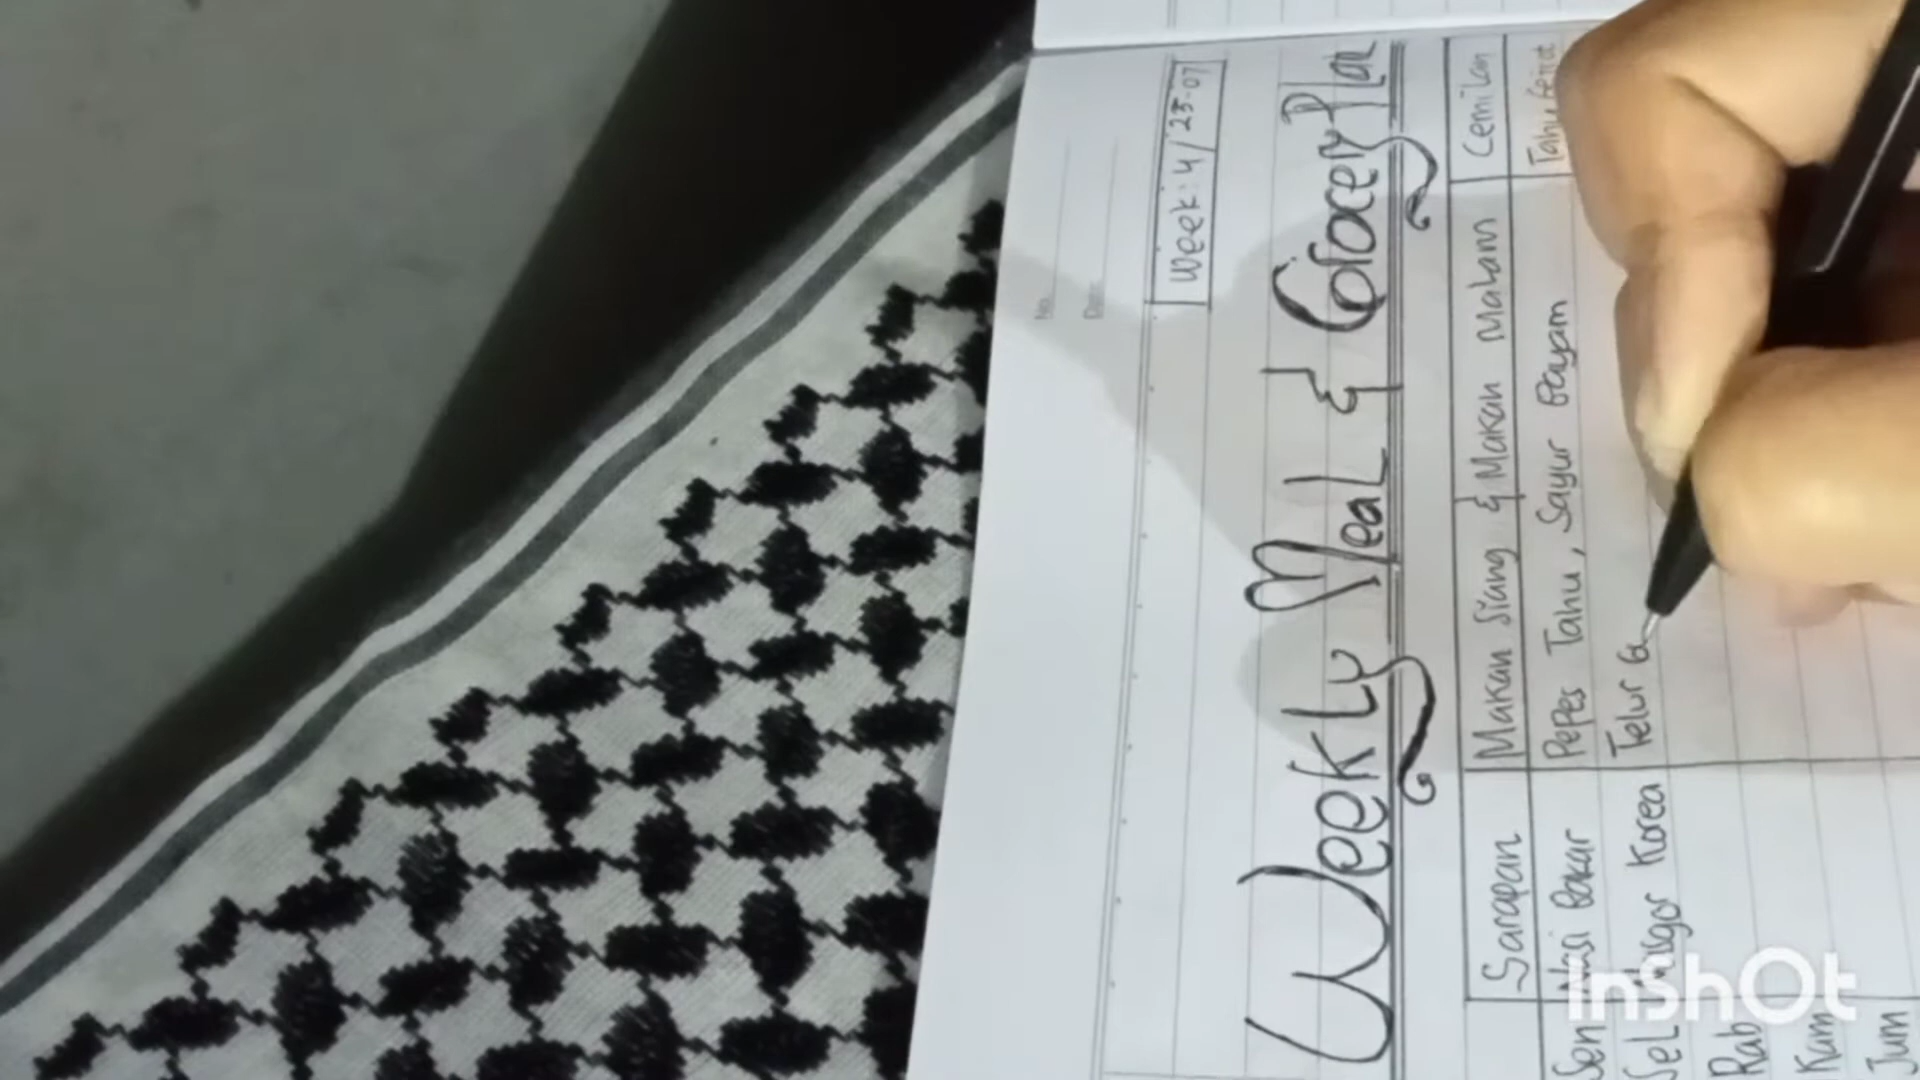 No.
Date
Week : 4 / 23-07
Weekly Meal & Grocery Plan
Sarapan Makan Siang & Makan Malam Cemilan
Sen Nasi Bakar Pepes Tahu, Sayur Bayam Tahu
Sel Nasgor Korea Telur
Rab
Kam
Jum
InShOt